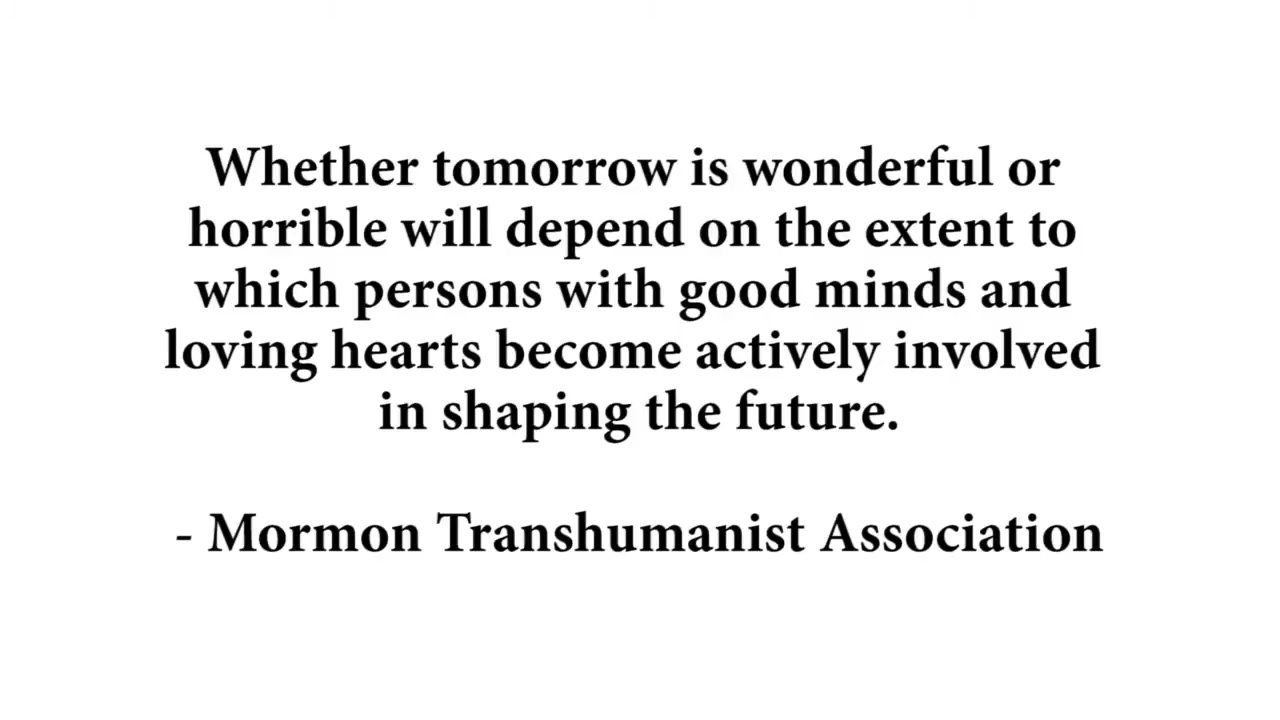 Whether tomorrow is wonderful or
horrible will depend on the extent to
which persons with good minds and
loving hearts become actively involved
in shaping the future.
- Mormon Transhumanist Association